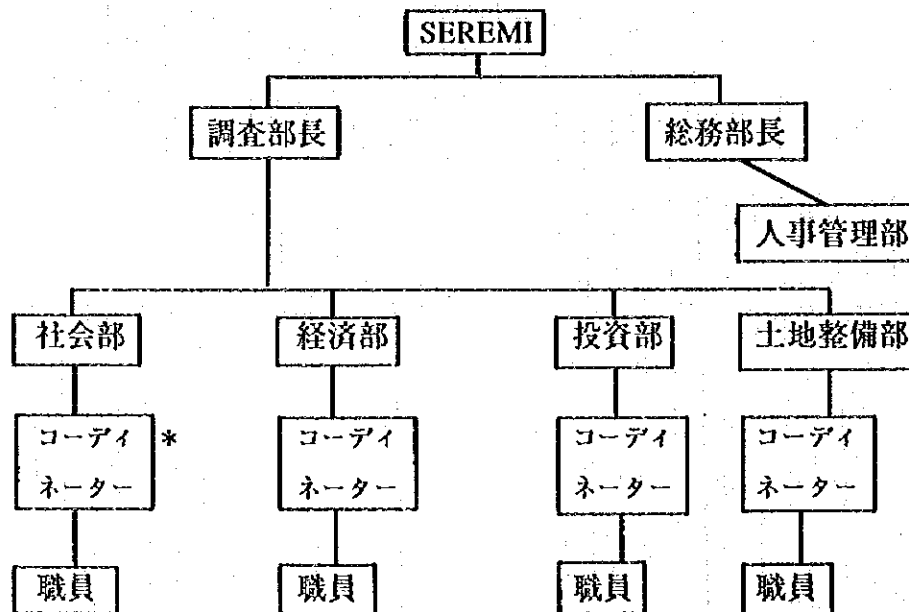 SEREMI
調査部長
総務部長
人事管理部
社会部
経済部
投資部
土地整備部
コーディ
ネーター
*
コーディ
ネーター
コーディ
ネーター
コーディ
ネーター
職員
職員
職員
職員